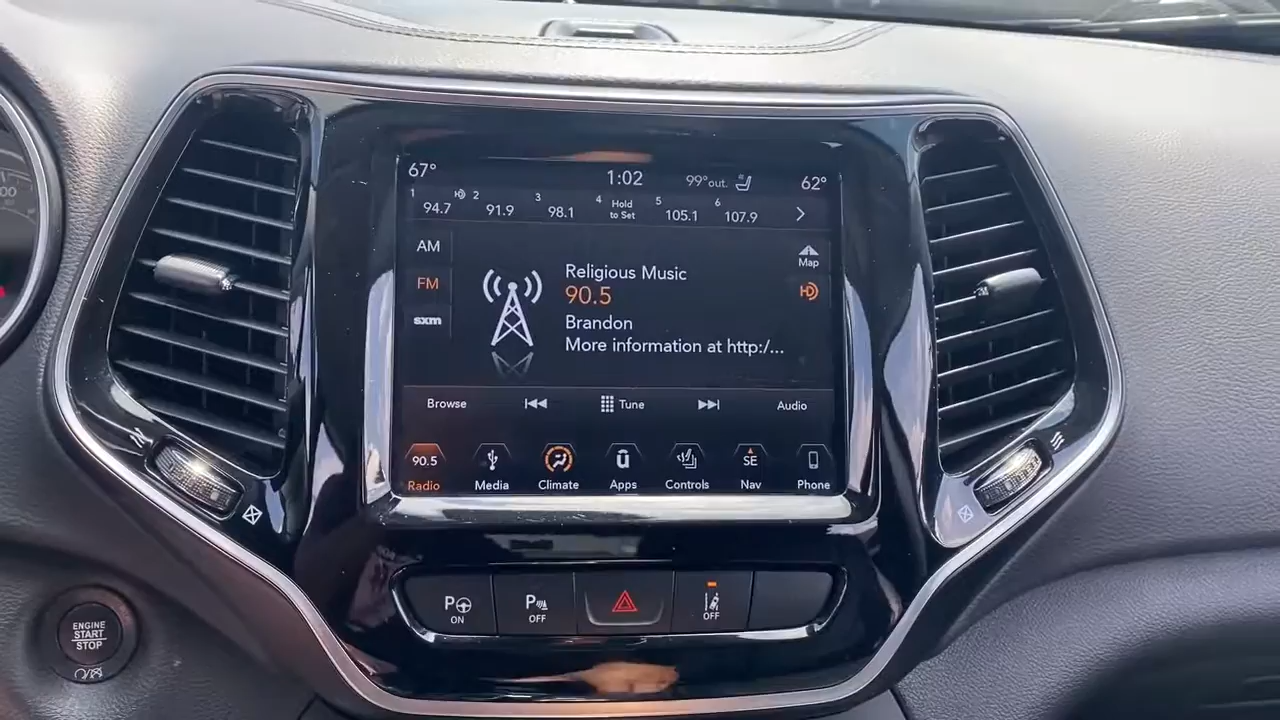 67° 1:02 99°out. 62°
1 94.7 HD 2 91.9 3 98.1 4 Hold to Set 5 105.1 6 107.9
AM
Map
Religious Music
FM
90.5
HD
Brandon
sxm
More information at http:/...
Browse Tune Audio
90.5 SE
Radio Media Climate Apps Controls Nav Phone
P ON
P OFF
OFF
ENGINE
START
STOP